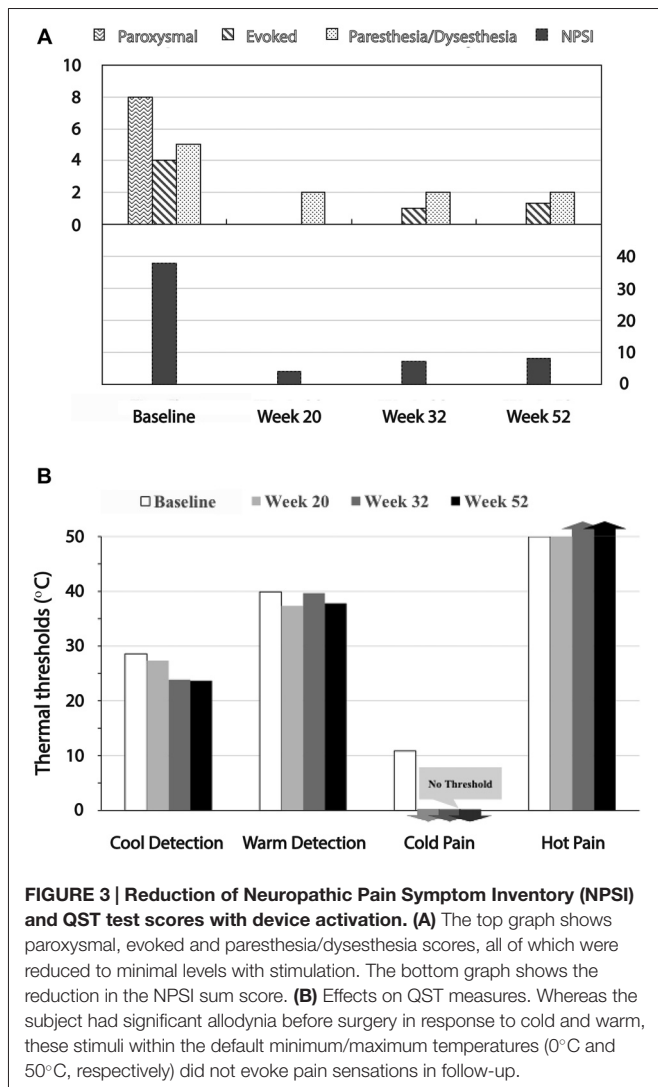 A
Paroxysmal Evoked Paresthesia/Dysesthesia NPSI
10
8
6
4
2
0
40
30
20
10
0
Baseline Week 20 Week 32 Week 52
B
Baseline Week 20 Week 32 Week 52
Thermal thresholds (°C)
50
40
30
20
10
0
No Threshold
Cool Detection Warm Detection Cold Pain Hot Pain
FIGURE 3 | Reduction of Neuropathic Pain Symptom Inventory (NPSI)
and QST test scores with device activation. (A) The top graph shows
paroxysmal, evoked and paresthesia/dysesthesia scores, all of which were
reduced to minimal levels with stimulation. The bottom graph shows the
reduction in the NPSI sum score. (B) Effects on QST measures. Whereas the
subject had significant allodynia before surgery in response to cold and warm,
these stimuli within the default minimum/maximum temperatures (0°C and
50°C, respectively) did not evoke pain sensations in follow-up.